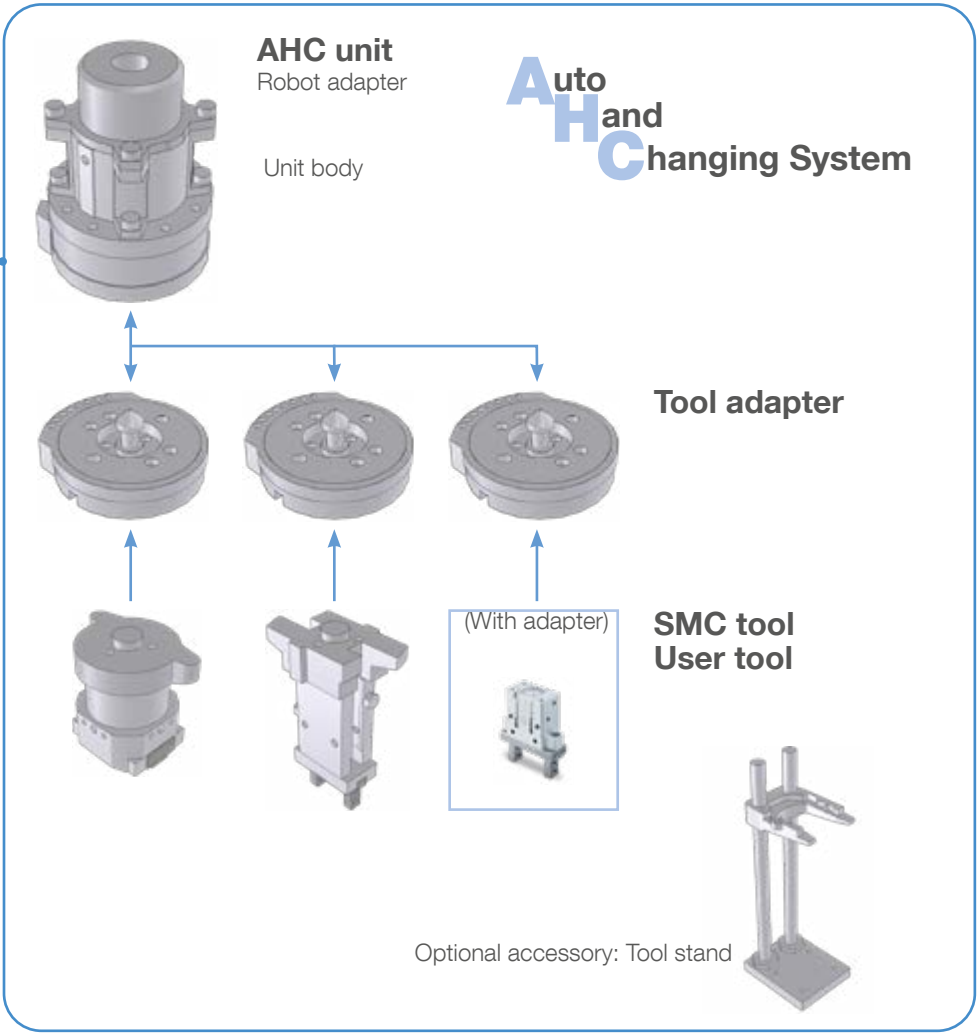 AHC unit
Robot adapter
Unit body
Auto
Hand
Changing System
Tool adapter
(With adapter)
SMC tool
User tool
Optional accessory: Tool stand